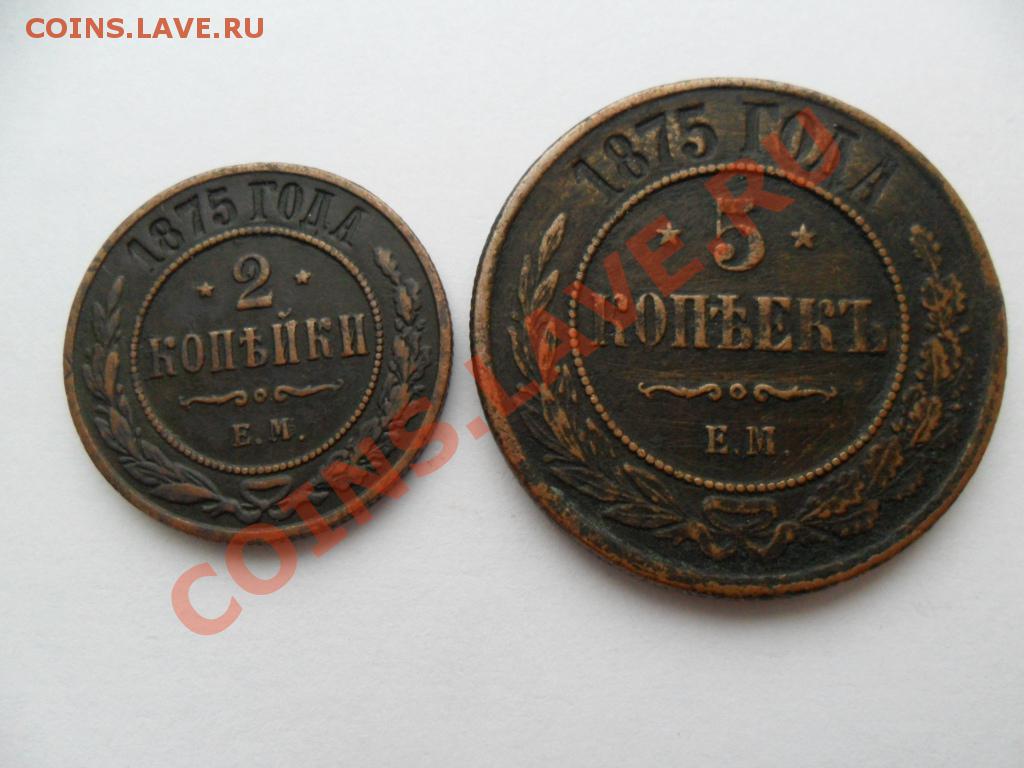 COINS.LAVE.RU
1875 ГОДА
2
КОПѢЙКИ
Е.М.
1875 ГОДА
5
КОПѢЕКЪ
Е.М.
COINS.LAVE.RU